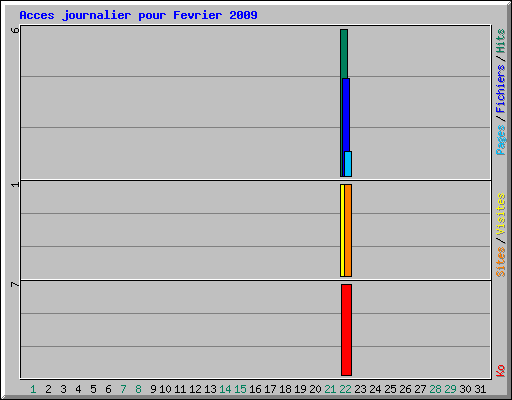 Acces journalier pour Fevrier 2009
6
Pages / Fichiers / Hits
1
Sites / Visites
7
Ko
1 2 3 4 5 6 7 8 9 10 11 12 13 14 15 16 17 18 19 20 21 22 23 24 25 26 27 28 29 30 31